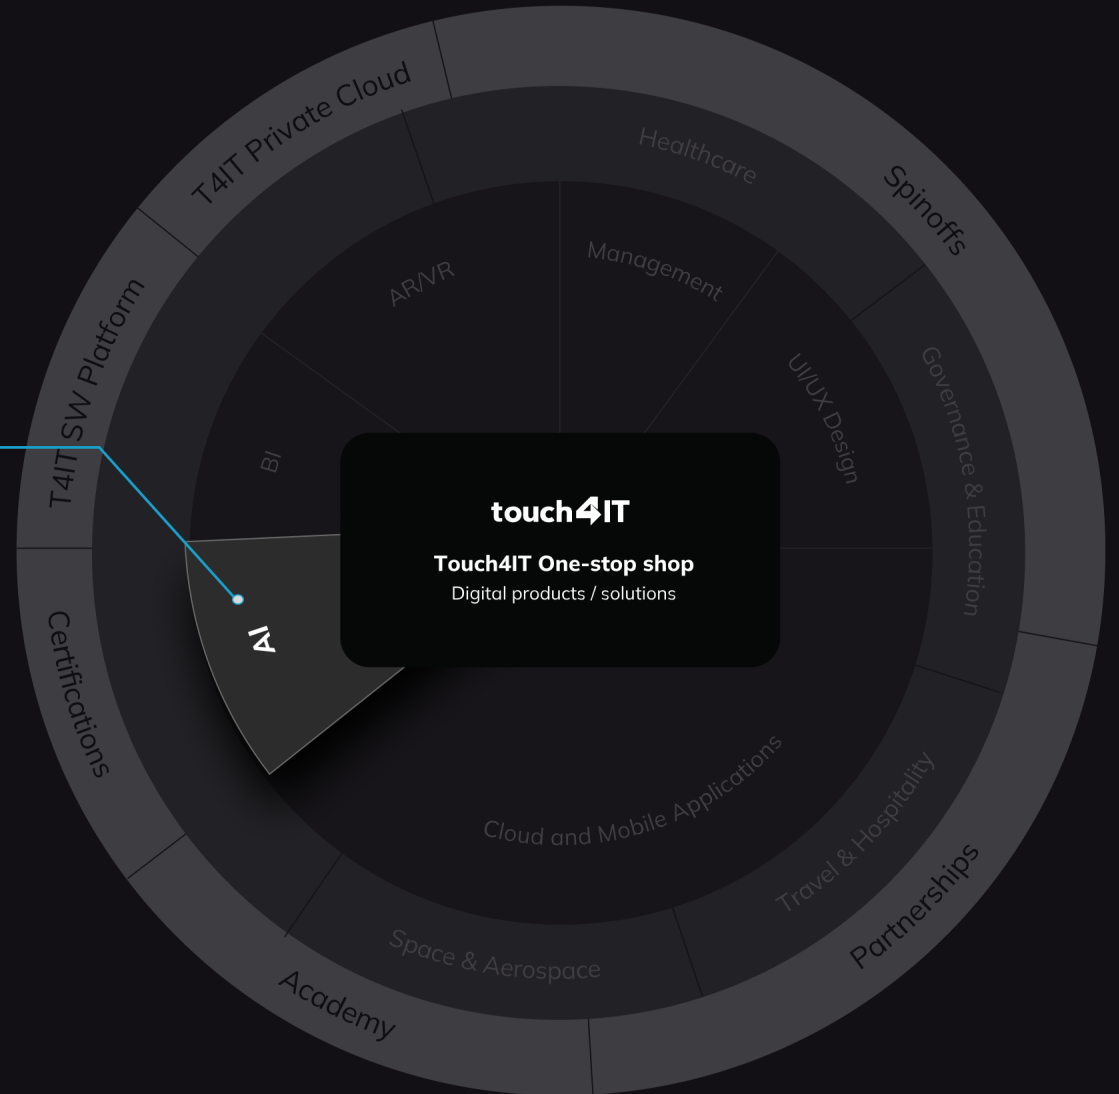 T4IT Private Cloud
Spinoffs
Partnerships
Academy
Certifications
T4IT SW Platform
Healthcare
Governance & Education
Travel & Hospitality
Space & Aerospace
AR/VR
Management
UI/UX Design
Cloud and Mobile Applications
AI
BI
touch4IT
Touch4IT One-stop shop
Digital products / solutions